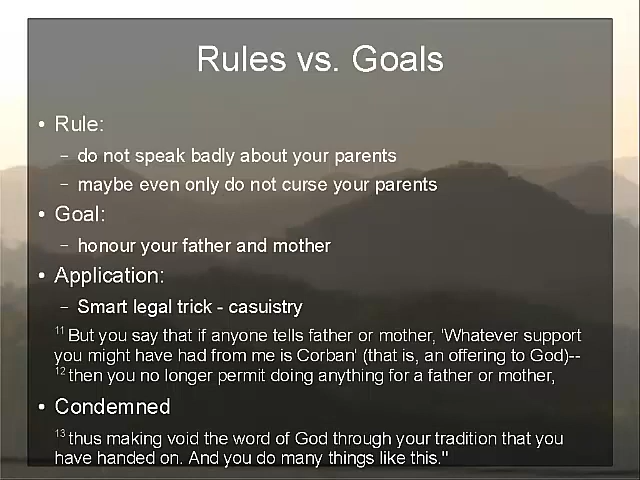 Rules vs. Goals
• Rule:
– do not speak badly about your parents
– maybe even only do not curse your parents
• Goal:
– honour your father and mother
• Application:
– Smart legal trick - casuistry
11 But you say that if anyone tells father or mother, 'Whatever support
you might have had from me is Corban' (that is, an offering to God)--
12 then you no longer permit doing anything for a father or mother,
• Condemned
13 thus making void the word of God through your tradition that you
have handed on. And you do many things like this."